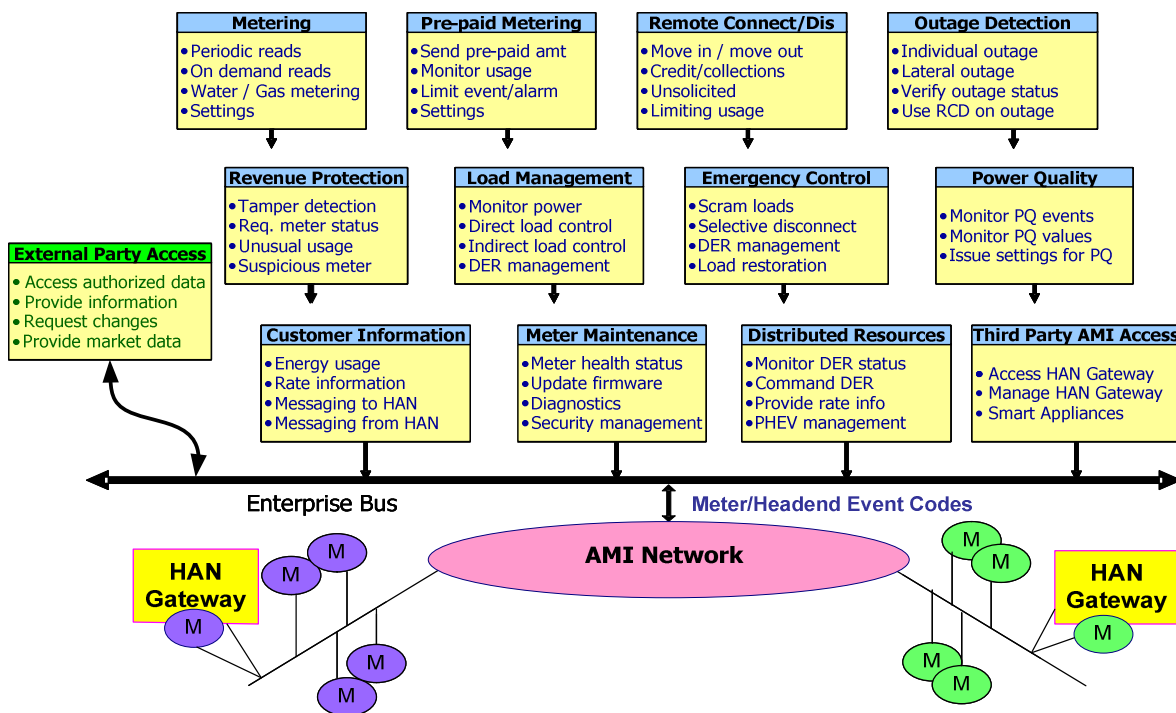 Metering
•Periodic reads
•On demand reads
•Water / Gas metering
•Settings
Pre-paid Metering
•Send pre-paid amt
•Monitor usage
•Limit event/alarm
•Settings
Remote Connect/Dis
•Move in / move out
•Credit/collections
•Unsolicited
•Limiting usage
Outage Detection
•Individual outage
•Lateral outage
•Verify outage status
•Use RCD on outage
Revenue Protection
•Tamper detection
•Req. meter status
•Unusual usage
•Suspicious meter
Load Management
•Monitor power
•Direct load control
•Indirect load control
•DER management
Emergency Control
•Scram loads
•Selective disconnect
•DER management
•Load restoration
Power Quality
•Monitor PQ events
•Monitor PQ values
•Issue settings for PQ
External Party Access
•Access authorized data
•Provide information
•Request changes
•Provide market data
Customer Information
•Energy usage
•Rate information
•Messaging to HAN
•Messaging from HAN
Meter Maintenance
•Meter health status
•Update firmware
•Diagnostics
•Security management
Distributed Resources
•Monitor DER status
•Command DER
•Provide rate info
•PHEV management
Third Party AMI Access
•Access HAN Gateway
•Manage HAN Gateway
•Smart Appliances
Enterprise Bus
Meter/Headend Event Codes
AMI Network
HAN
Gateway
M
M
M
M
M
M
M
M
M
M
HAN
Gateway